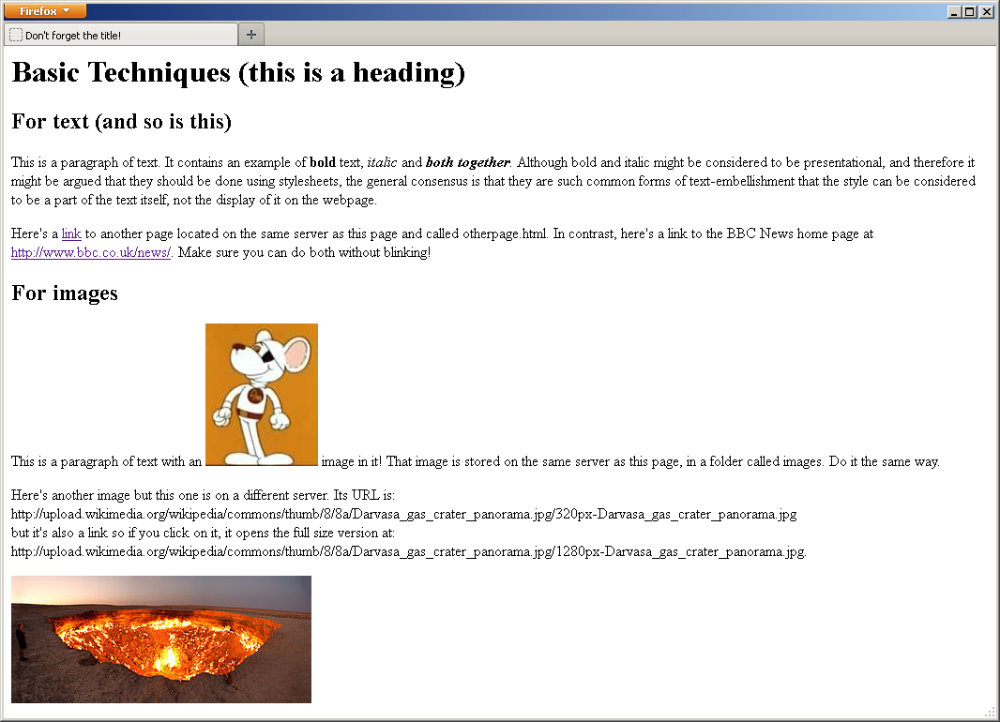 Firefox
Don't forget the title!
Basic Techniques (this is a heading)
For text (and so is this)
This is a paragraph of text. It contains an example of bold text, italic and both together. Although bold and italic might be considered to be presentational, and therefore it
might be argued that they should be done using stylesheets, the general consensus is that they are such common forms of text-embellishment that the style can be considered
to be a part of the text itself, not the display of it on the webpage.
Here's a link to another page located on the same server as this page and called otherpage.html. In contrast, here's a link to the BBC News home page at
http://www.bbc.co.uk/news/. Make sure you can do both without blinking!
For images
This is a paragraph of text with an image in it! That image is stored on the same server as this page, in a folder called images. Do it the same way.
Here's another image but this one is on a different server. Its URL is:
http://upload.wikimedia.org/wikipedia/commons/thumb/8/8a/Darvasa_gas_crater_panorama.jpg/320px-Darvasa_gas_crater_panorama.jpg
but it's also a link so if you click on it, it opens the full size version at:
http://upload.wikimedia.org/wikipedia/commons/thumb/8/8a/Darvasa_gas_crater_panorama.jpg/1280px-Darvasa_gas_crater_panorama.jpg.